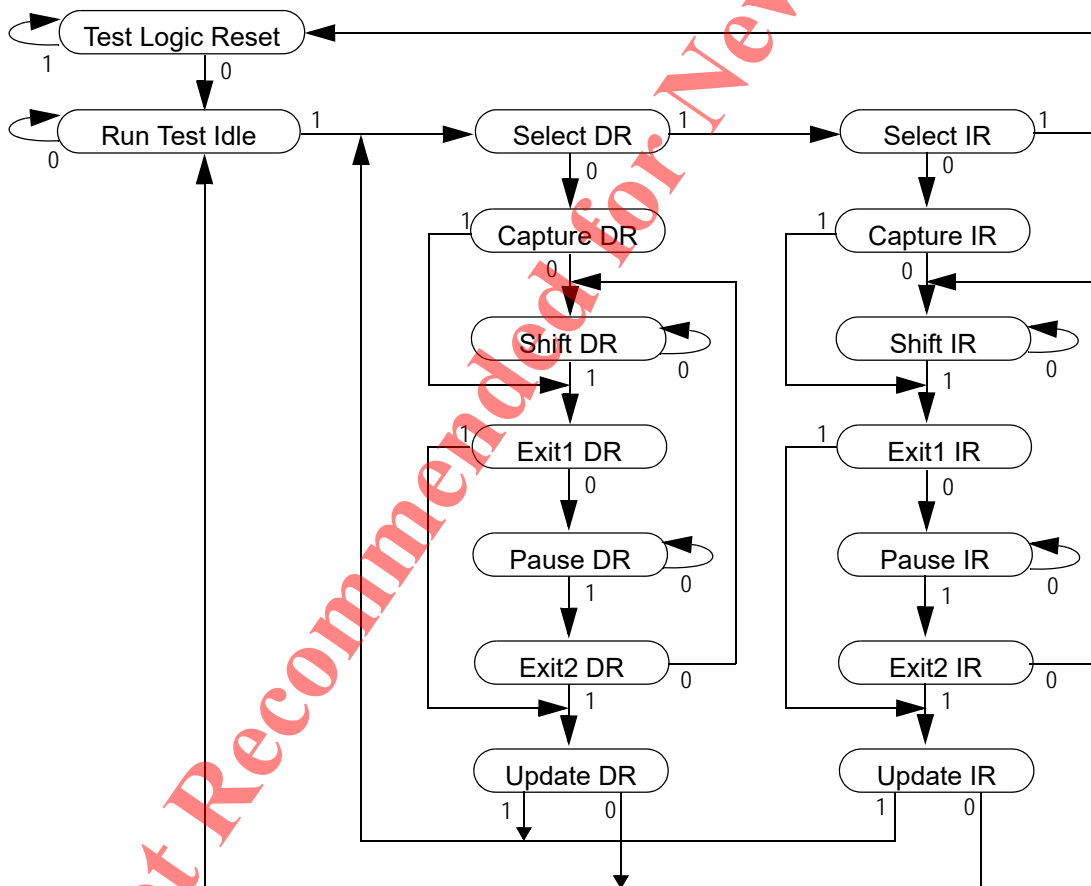 Test Logic Reset
1
0
Run Test Idle
1
0
Select DR
1
0
Select IR
1
0
Capture DR
1
0
Capture IR
1
0
Shift DR
0
1
Shift IR
0
1
Exit1 DR
1
0
Exit1 IR
1
0
Pause DR
0
1
Pause IR
0
1
Exit2 DR
0
1
Exit2 IR
0
1
Update DR
1
0
Update IR
1
0
Recommended for